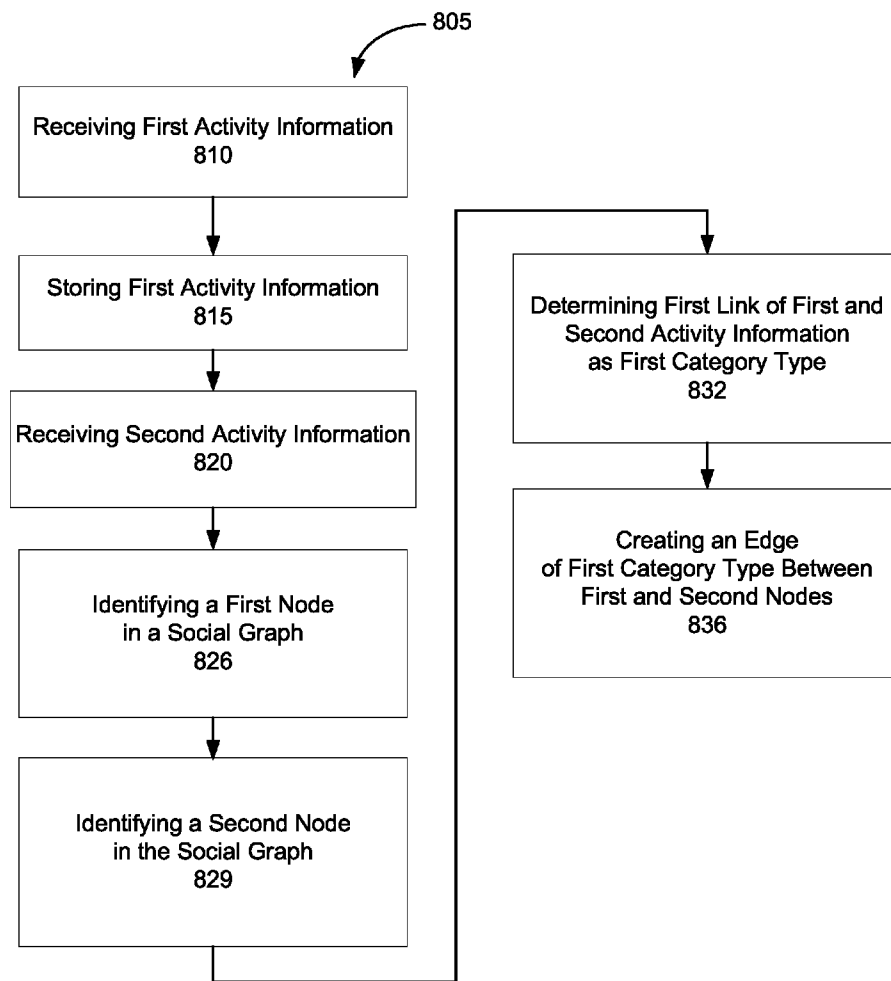 805
Receiving First Activity Information
810
Storing First Activity Information
815
Receiving Second Activity Information
820
Identifying a First Node
in a Social Graph
826
Identifying a Second Node
in the Social Graph
829
Determining First Link of First and
Second Activity Information
as First Category Type
832
Creating an Edge
of First Category Type Between
First and Second Nodes
836